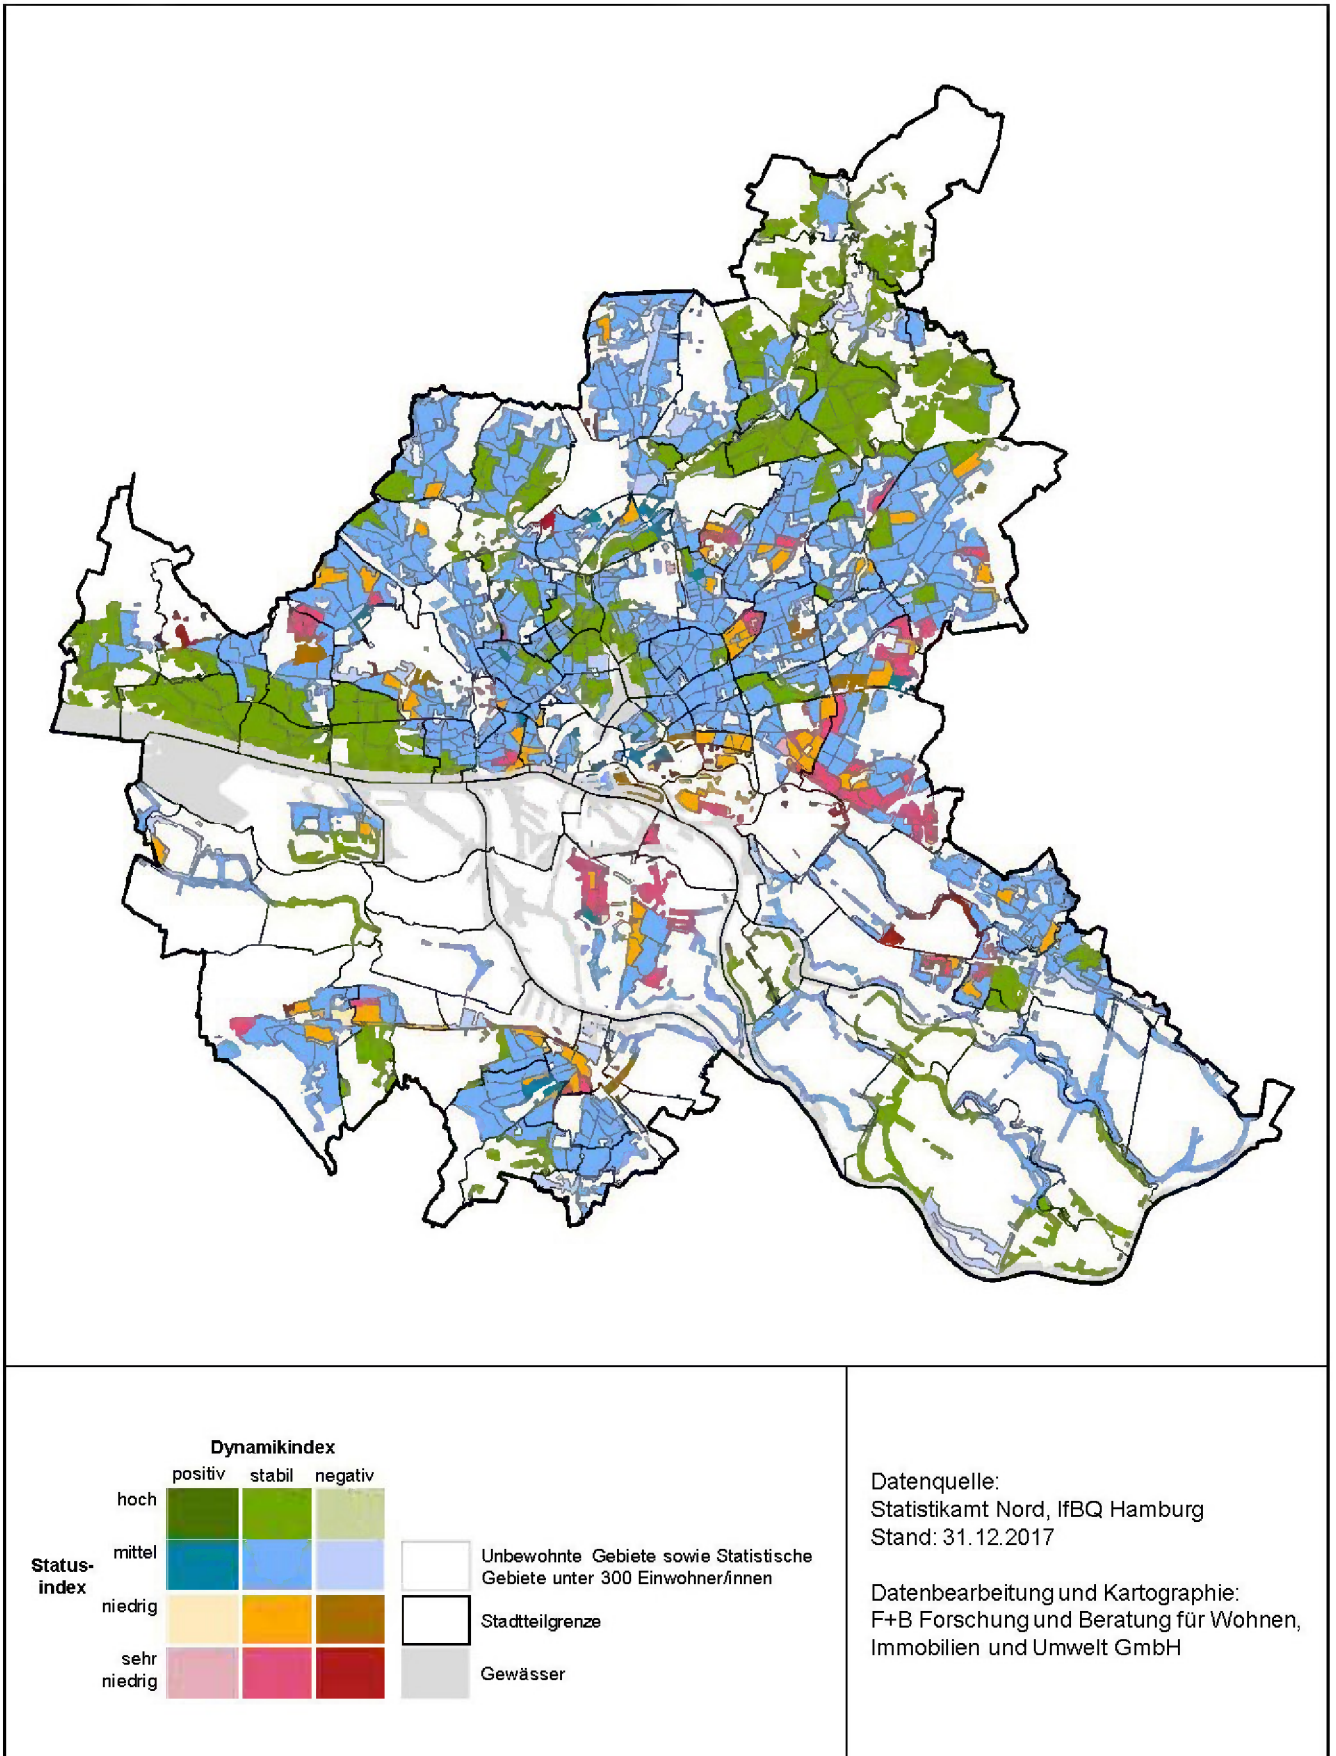 Dynamikindex
positiv stabil negativ
hoch
mittel
Status-
index
niedrig
sehr
niedrig
Unbewohnte Gebiete sowie Statistische
Gebiete unter 300 Einwohner/innen
Stadtteilgrenze
Gewässer
Datenquelle:
Statistikamt Nord, IfBQ Hamburg
Stand: 31.12.2017
Datenbearbeitung und Kartographie:
F+B Forschung und Beratung für Wohnen,
Immobilien und Umwelt GmbH